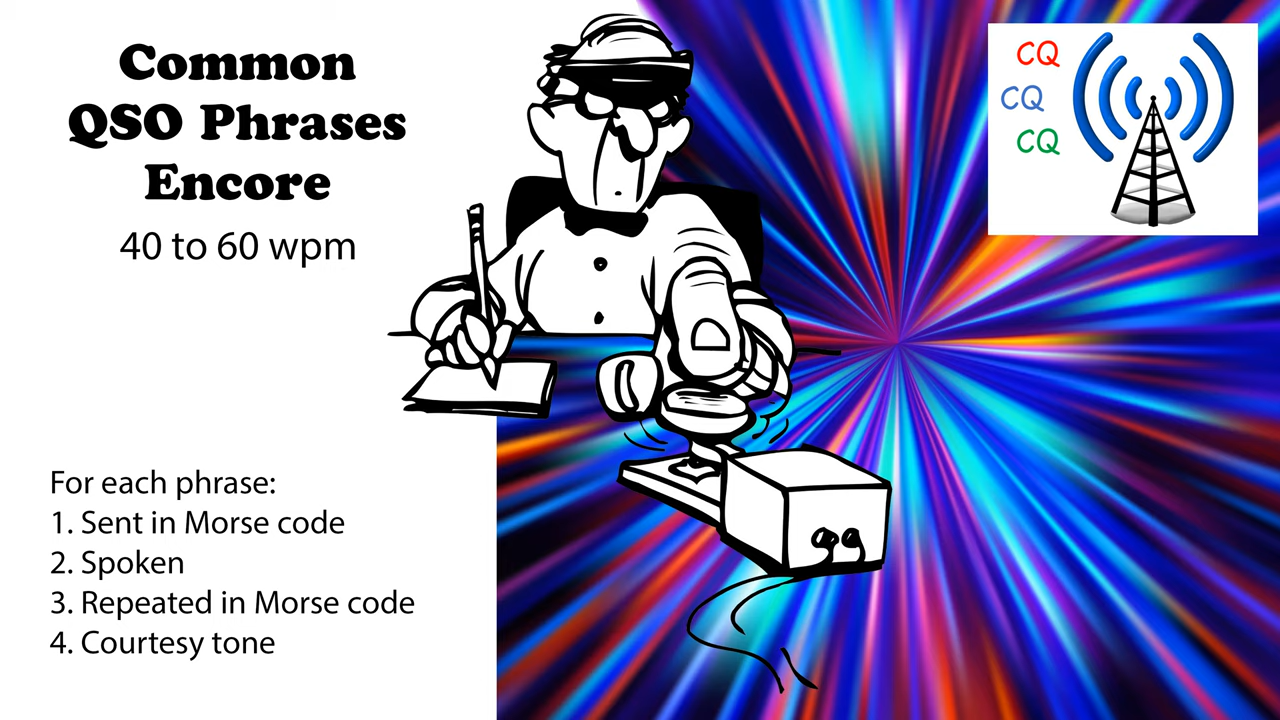 Common
QSO Phrases
Encore
40 to 60 wpm
CQ
CQ
CQ
For each phrase:
1. Sent in Morse code
2. Spoken
3. Repeated in Morse code
4. Courtesy tone